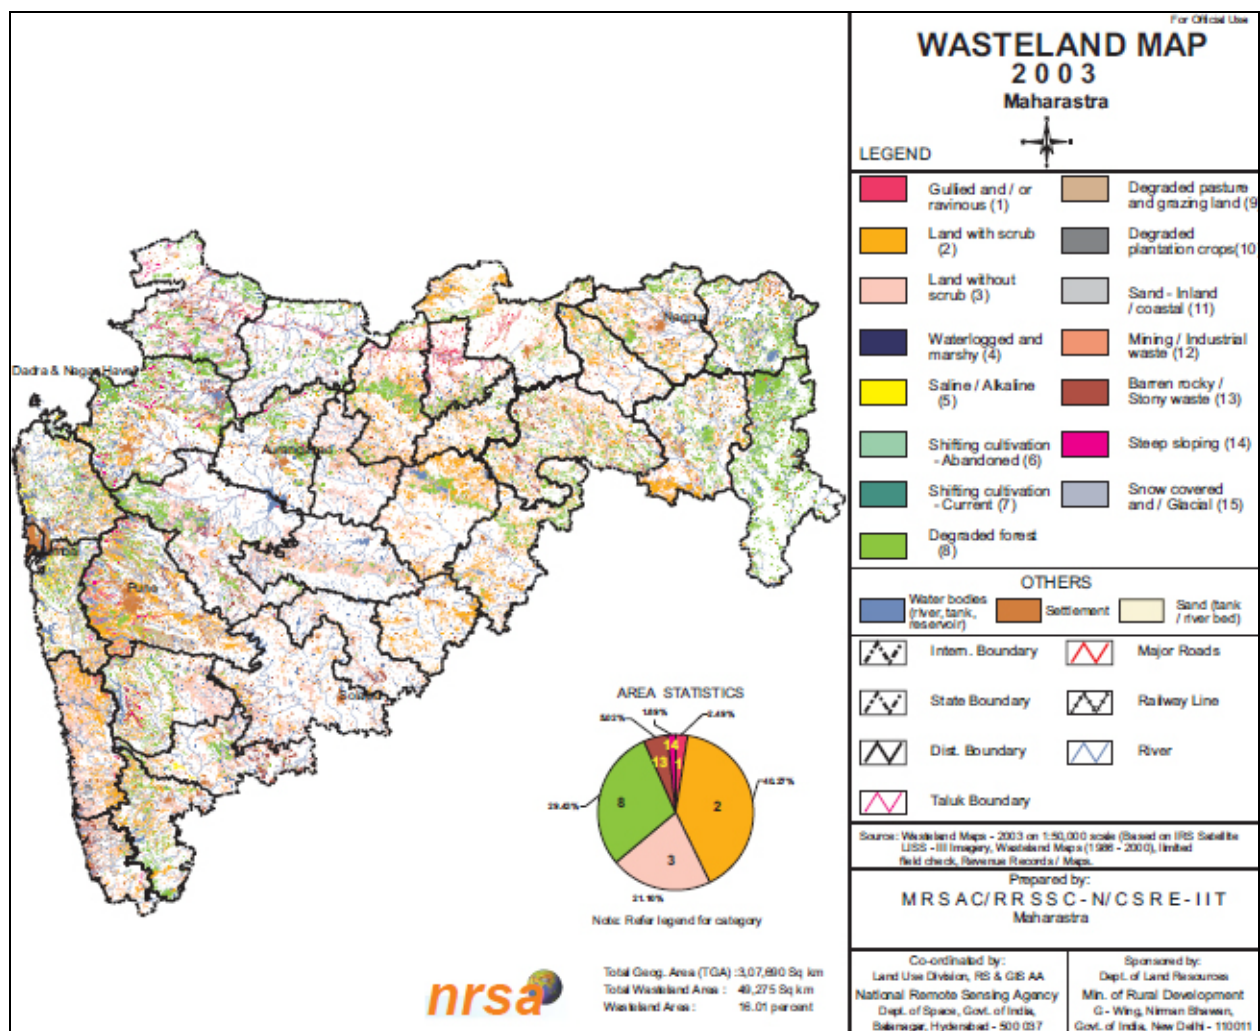 For Official Use
WASTELAND MAP
2003
Maharastra
LEGEND
Gullied and / or
ravinous (1)
Degraded pasture
and grazing land (9
Land with scrub
(2)
Degraded
plantation crops(10
Land without
scrub (3)
Sand - Inland
/ coastal (11)
Waterlogged and
marshy (4)
Mining / Industrial
waste (12)
Saline / Alkaline
(5)
Barren rocky /
Stony waste (13)
Shifting cultivation
- Abandoned (6)
Steep sloping (14)
Shifting cultivation
- Current (7)
Snow covered
and / Glacial (15)
Degraded forest
(8)
OTHERS
Water bodies
(river, tank,
reservoir)
Settlement
Sand (tank
/ river bed)
Intern. Boundary
Major Roads
State Boundary
Railway Line
Dist. Boundary
River
Taluk Boundary
Source: Wasteland Maps - 2003 on 1:50,000 scale (Based on IRS Satellite
LISS - III Imagery, Wasteland Maps (1986 - 2000), limited
field check, Revenue Records / Maps.
Prepared by:
MRSAC/RRSSC-N/CSRE-IIT
Maharastra
Co-ordinated by:
Land Use Division, RS & GIS AA
National Remote Sensing Agency
Dept. of Space, Govt. of India,
Balanagar, Hyderabad - 500 037
Sponsored by:
Dept. of Land Resources
Min. of Rural Development
G - Wing, Nirman Bhawan,
Govt. of India, New Delhi - 110011
Dadra & Nagar Haveli
Nagpur
Pune
AREA STATISTICS
14
13
1
2
8
3
Note: Refer legend for category
nrsa
Total Geog. Area (TGA) :3,07,690 Sq km
Total Wasteland Area : 49,275 Sq km
Wasteland Area : 16.01 percent